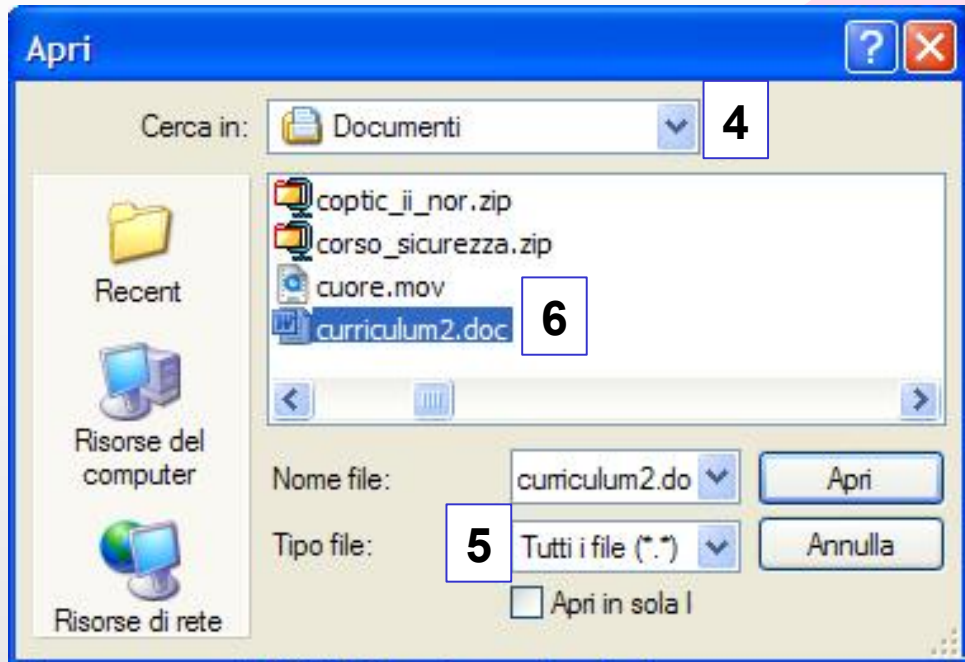 Apri
Cerca in: Documenti 4
coptic_ii_nor.zip
corso_sicurezza.zip
cuore.mov
curriculum2.doc 6
Recent
Risorse del
computer
Risorse di rete
Nome file: curriculum2.do Apri
Tipo file: 5 Tutti i file (*.*) Annulla
Apri in sola l